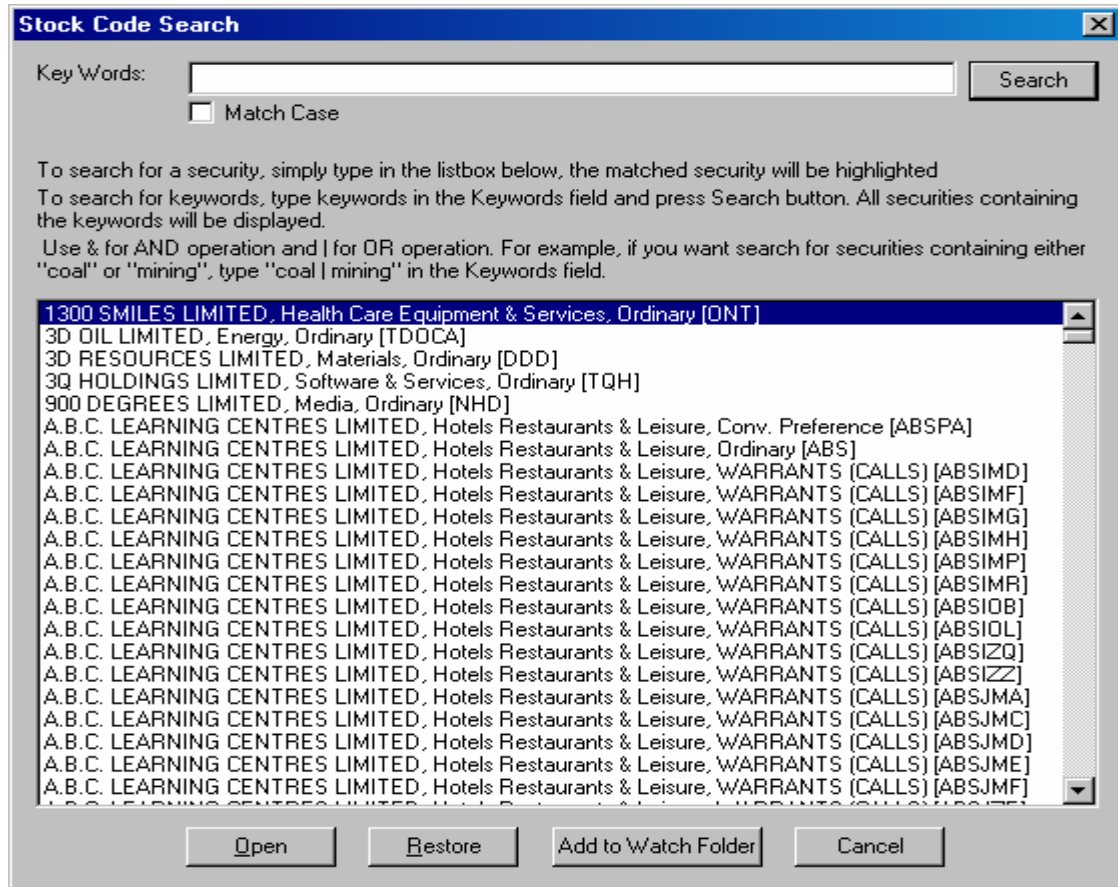 Stock Code Search
Key Words:
Search
Match Case
To search for a security, simply type in the listbox below, the matched security will be highlighted
To search for keywords, type keywords in the Keywords field and press Search button. All securities containing
the keywords will be displayed.
Use & for AND operation and | for OR operation. For example, if you want search for securities containing either
"coal" or "mining", type "coal | mining" in the Keywords field.
1300 SMILES LIMITED, Health Care Equipment & Services, Ordinary [ONT]
3D OIL LIMITED, Energy, Ordinary [TDOCA]
3D RESOURCES LIMITED, Materials, Ordinary [DDD]
3Q HOLDINGS LIMITED, Software & Services, Ordinary [TQH]
900 DEGREES LIMITED, Media, Ordinary [NHD]
A.B.C. LEARNING CENTRES LIMITED, Hotels Restaurants & Leisure, Conv. Preference [ABSPA]
A.B.C. LEARNING CENTRES LIMITED, Hotels Restaurants & Leisure, Ordinary [ABS]
A.B.C. LEARNING CENTRES LIMITED, Hotels Restaurants & Leisure, WARRANTS (CALLS) [ABSIMD]
A.B.C. LEARNING CENTRES LIMITED, Hotels Restaurants & Leisure, WARRANTS (CALLS) [ABSIMF]
A.B.C. LEARNING CENTRES LIMITED, Hotels Restaurants & Leisure, WARRANTS (CALLS) [ABSIMG]
A.B.C. LEARNING CENTRES LIMITED, Hotels Restaurants & Leisure, WARRANTS (CALLS) [ABSIMH]
A.B.C. LEARNING CENTRES LIMITED, Hotels Restaurants & Leisure, WARRANTS (CALLS) [ABSIMP]
A.B.C. LEARNING CENTRES LIMITED, Hotels Restaurants & Leisure, WARRANTS (CALLS) [ABSIMR]
A.B.C. LEARNING CENTRES LIMITED, Hotels Restaurants & Leisure, WARRANTS (CALLS) [ABSIOB]
A.B.C. LEARNING CENTRES LIMITED, Hotels Restaurants & Leisure, WARRANTS (CALLS) [ABSIOL]
A.B.C. LEARNING CENTRES LIMITED, Hotels Restaurants & Leisure, WARRANTS (CALLS) [ABSIZQ]
A.B.C. LEARNING CENTRES LIMITED, Hotels Restaurants & Leisure, WARRANTS (CALLS) [ABSIZZ]
A.B.C. LEARNING CENTRES LIMITED, Hotels Restaurants & Leisure, WARRANTS (CALLS) [ABSJMA]
A.B.C. LEARNING CENTRES LIMITED, Hotels Restaurants & Leisure, WARRANTS (CALLS) [ABSJMC]
A.B.C. LEARNING CENTRES LIMITED, Hotels Restaurants & Leisure, WARRANTS (CALLS) [ABSJMD]
A.B.C. LEARNING CENTRES LIMITED, Hotels Restaurants & Leisure, WARRANTS (CALLS) [ABSJME]
A.B.C. LEARNING CENTRES LIMITED, Hotels Restaurants & Leisure, WARRANTS (CALLS) [ABSJMF]
Open Restore Add to Watch Folder Cancel